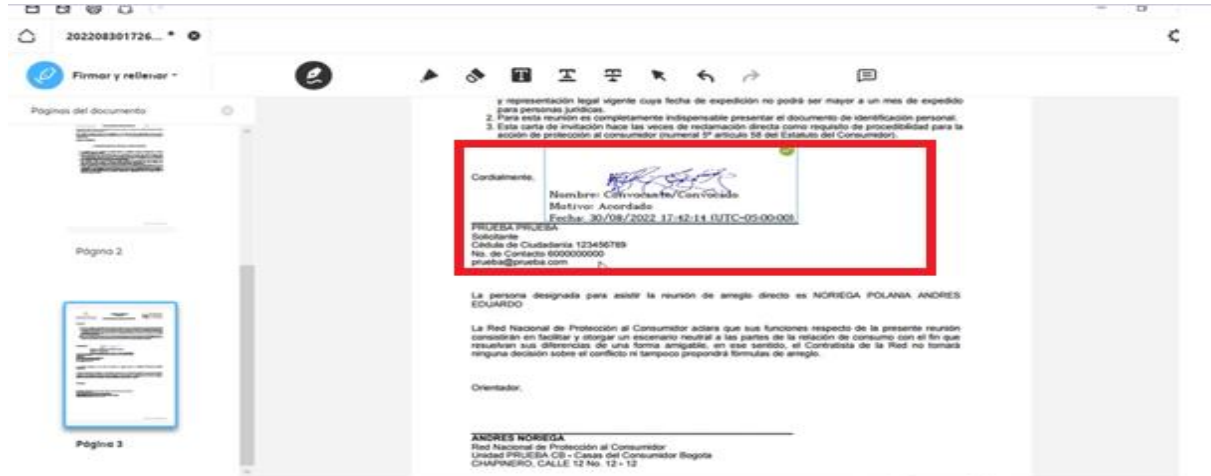 202208301726... *
Firmar y rellenar
Páginas del documento
Página 2
Página 3
y representación legal vigente cuya fecha de expedición no podrá ser mayor a un mes de expedido
para personas jurídicas.
2. Para esta reunión es completamente indispensable presentar el documento de identificación personal.
3. Esta carta de invitación hace las veces de reclamación directa como requisito de procedibilidad para la
acción de protección al consumidor (numeral 5º artículo 58 del Estatuto del Consumidor).
Cordialmente,
Nombre: Convocante/Convocado
Motivo: Acordado
Fecha: 30/08/2022 17:42:14 (UTC-05:00:00)
PRUEBA PRUEBA
Solicitante
Cédula de Ciudadanía 123456789
No. de Contacto 6000000000
prueba@prueba.com
La persona designada para asistir la reunión de arreglo directo es NORIEGA POLANIA ANDRES
EDUARDO
La Red Nacional de Protección al Consumidor aclara que sus funciones respecto de la presente reunión
consistirán en facilitar y otorgar un escenario neutral a las partes de la relación de consumo con el fin que
resuelvan sus diferencias de una forma amigable, en ese sentido, el Contratista de la Red no tomará
ninguna decisión sobre el conflicto ni tampoco propondrá fórmulas de arreglo.
Orientador,
ANDRES NORIEGA
Red Nacional de Protección al Consumidor
Unidad PRUEBA CB - Casas del Consumidor Bogota
CHAPINERO, CALLE 12 No. 12 - 12